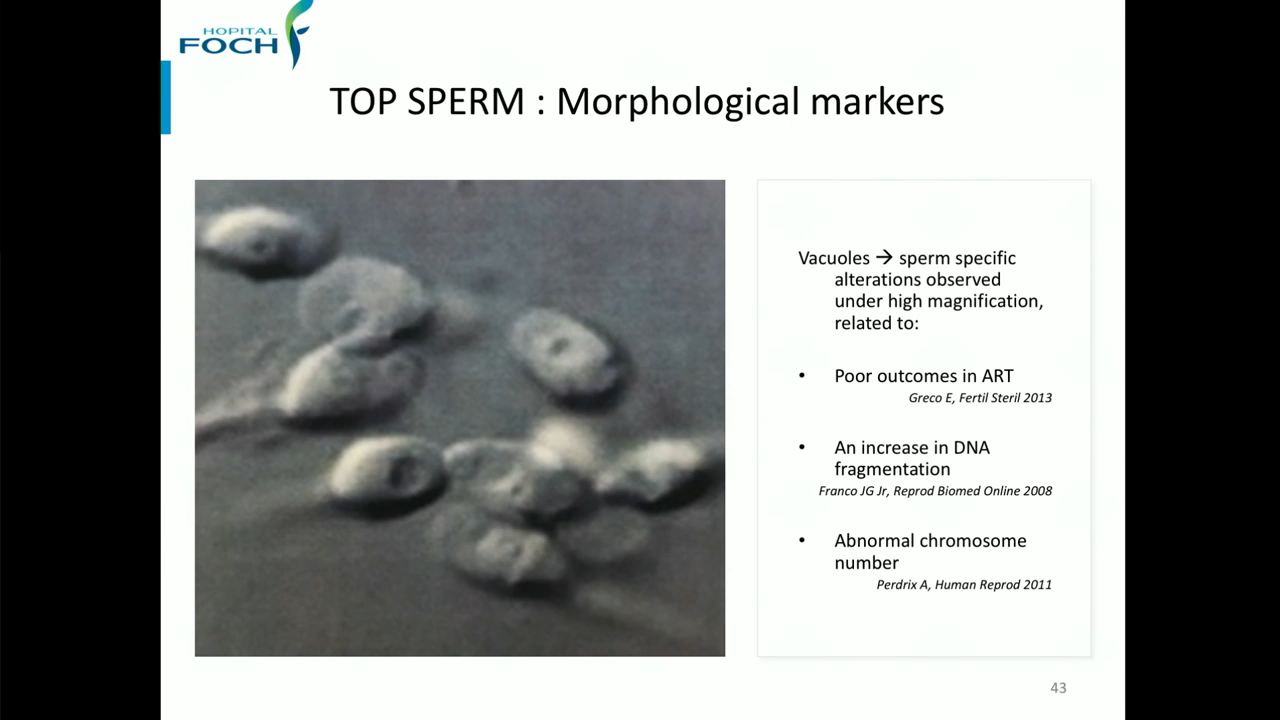 HOPITAL
FOCH
TOP SPERM : Morphological markers
Vacuoles → sperm specific
alterations observed
under high magnification,
related to:
• Poor outcomes in ART
Greco E, Fertil Steril 2013
• An increase in DNA
fragmentation
Franco JG Jr, Reprod Biomed Online 2008
• Abnormal chromosome
number
Perdrix A, Human Reprod 2011
43